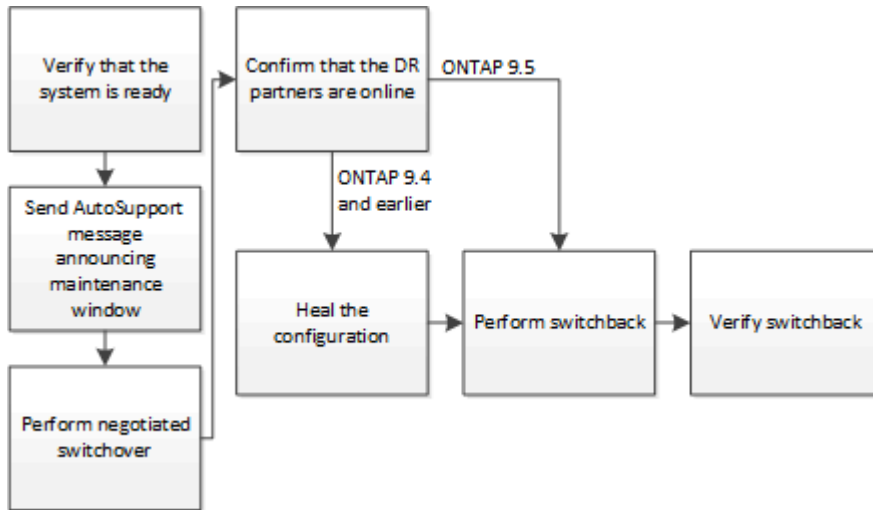 Verify that the
system is ready
Send AutoSupport
message
announcing
maintenance
window
Perform negotiated
switchover
Confirm that the DR
partners are online
ONTAP 9.5
ONTAP 9.4
and earlier
Heal the
configuration
Perform switchback
Verify switchback